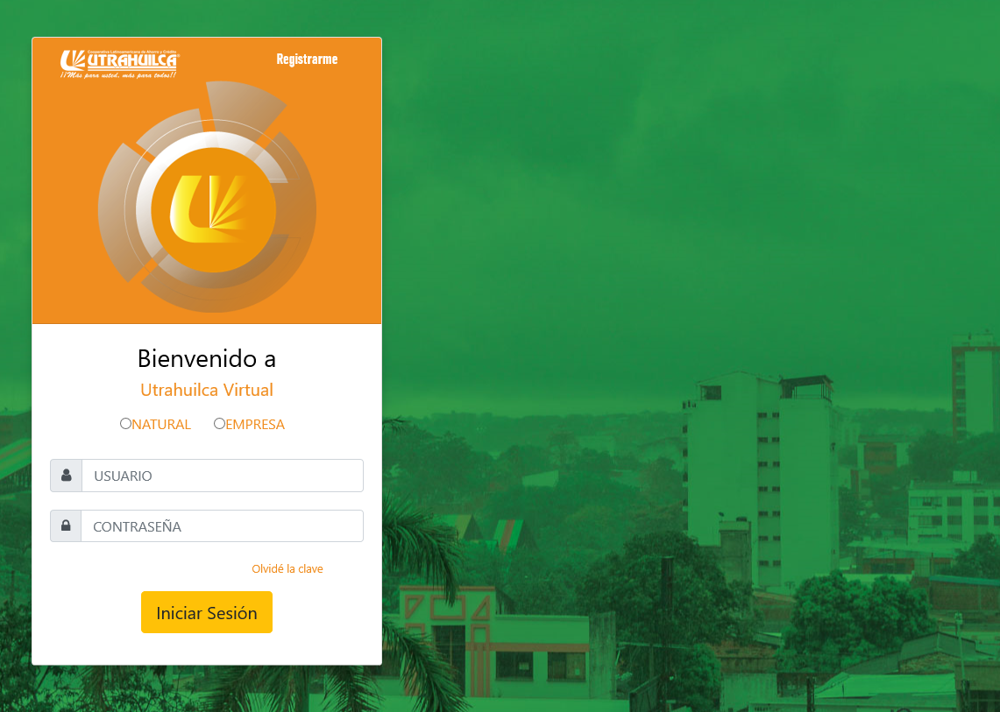 Cooperativa Latinoamericana de Ahorro y Crédito
UTRAHUILCA®
¡¡Más para usted, más para todos!!
Registrarme
Bienvenido a
Utrahuilca Virtual
NATURAL EMPRESA
USUARIO
CONTRASEÑA
Olvidé la clave
Iniciar Sesión